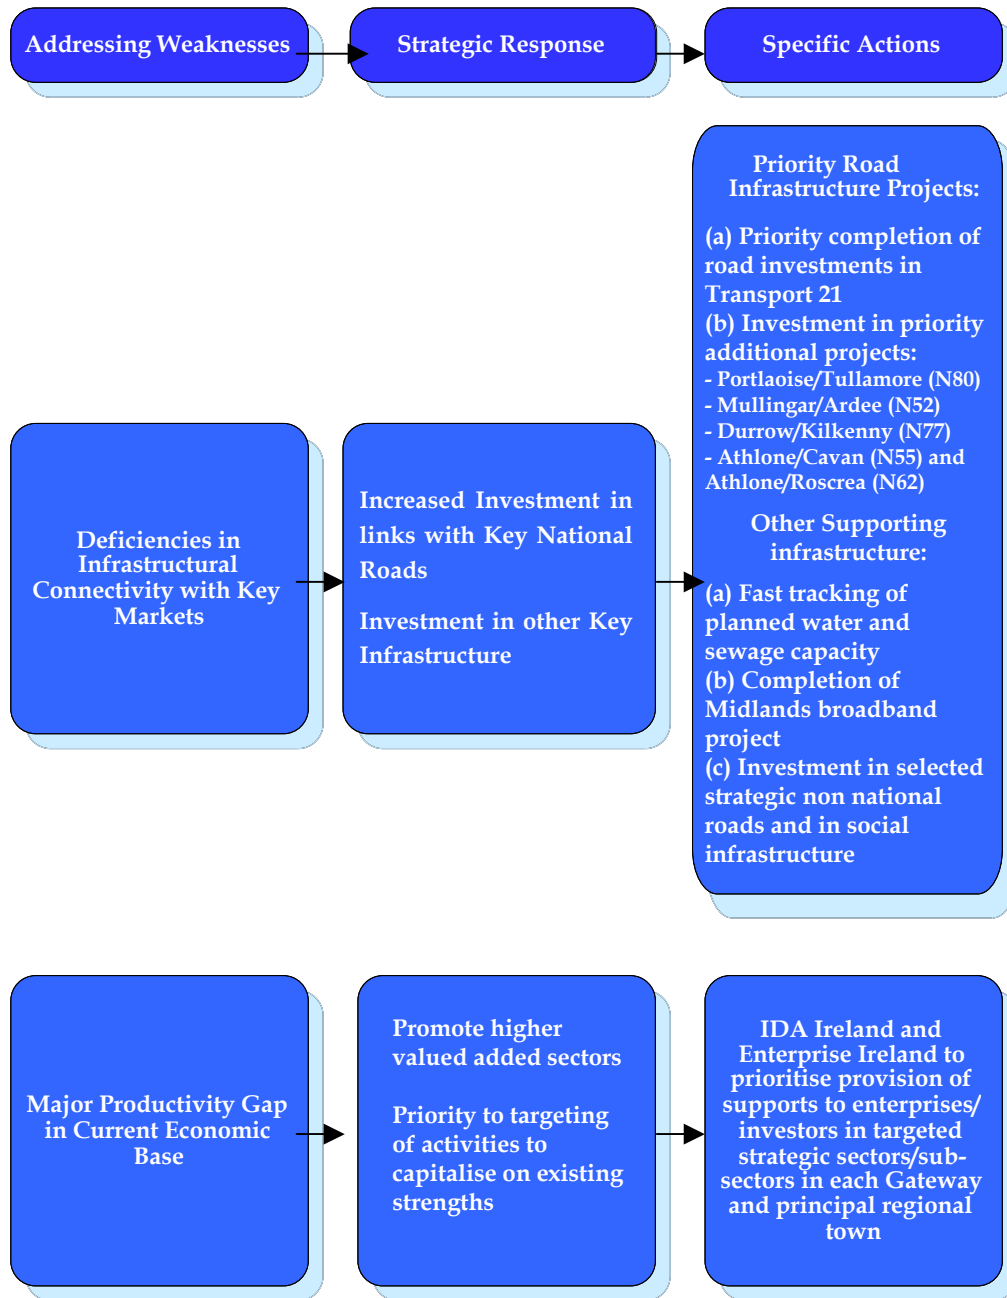 Addressing Weaknesses
Strategic Response
Specific Actions
Deficiencies in
Infrastructural
Connectivity with Key
Markets
Increased Investment in
links with Key National
Roads
Investment in other Key
Infrastructure
Priority Road
Infrastructure Projects:
(a) Priority completion of
road investments in
Transport 21
(b) Investment in priority
additional projects:
- Portlaoise/Tullamore (N80)
- Mullingar/Ardee (N52)
- Durrow/Kilkenny (N77)
- Athlone/Cavan (N55) and
Athlone/Roscrea (N62)
Other Supporting
infrastructure:
(a) Fast tracking of
planned water and
sewage capacity
(b) Completion of
Midlands broadband
project
(c) Investment in selected
strategic non national
roads and in social
infrastructure
Major Productivity Gap
in Current Economic
Base
Promote higher
valued added sectors
Priority to targeting
of activities to
capitalise on existing
strengths
IDA Ireland and
Enterprise Ireland to
prioritise provision of
supports to enterprises/
investors in targeted
strategic sectors/sub-
sectors in each Gateway
and principal regional
town